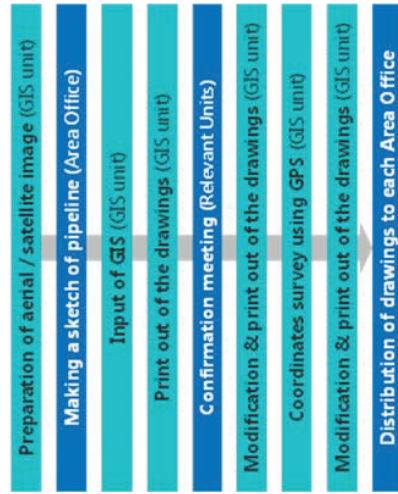 Preparation of aerial / satellite image (GIS unit)
Making a sketch of pipeline (Area Office)
Input of GIS (GIS unit)
Print out of the drawings (GIS unit)
Confirmation meeting (Relevant Units)
Modification & print out of the drawings (GIS unit)
Coordinates survey using GPS (GIS unit)
Modification & print out of the drawings (GIS unit)
Distribution of drawings to each Area Office